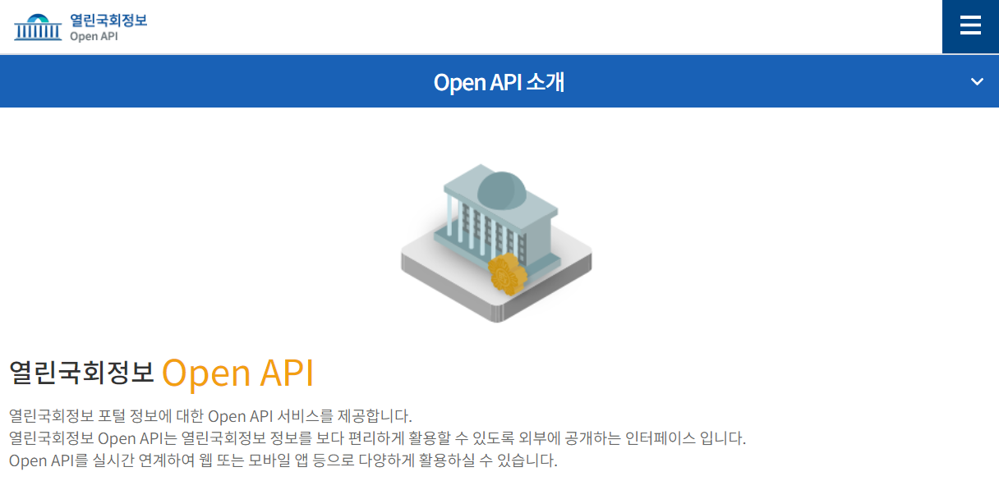 열린국회정보
Open API
Open API 소개
열린국회정보 Open API
열린국회정보 포털 정보에 대한 Open API 서비스를 제공합니다.
열린국회정보 Open API는 열린국회정보 정보를 보다 편리하게 활용할 수 있도록 외부에 공개하는 인터페이스 입니다.
Open API를 실시간 연계하여 웹 또는 모바일 앱 등으로 다양하게 활용하실 수 있습니다.